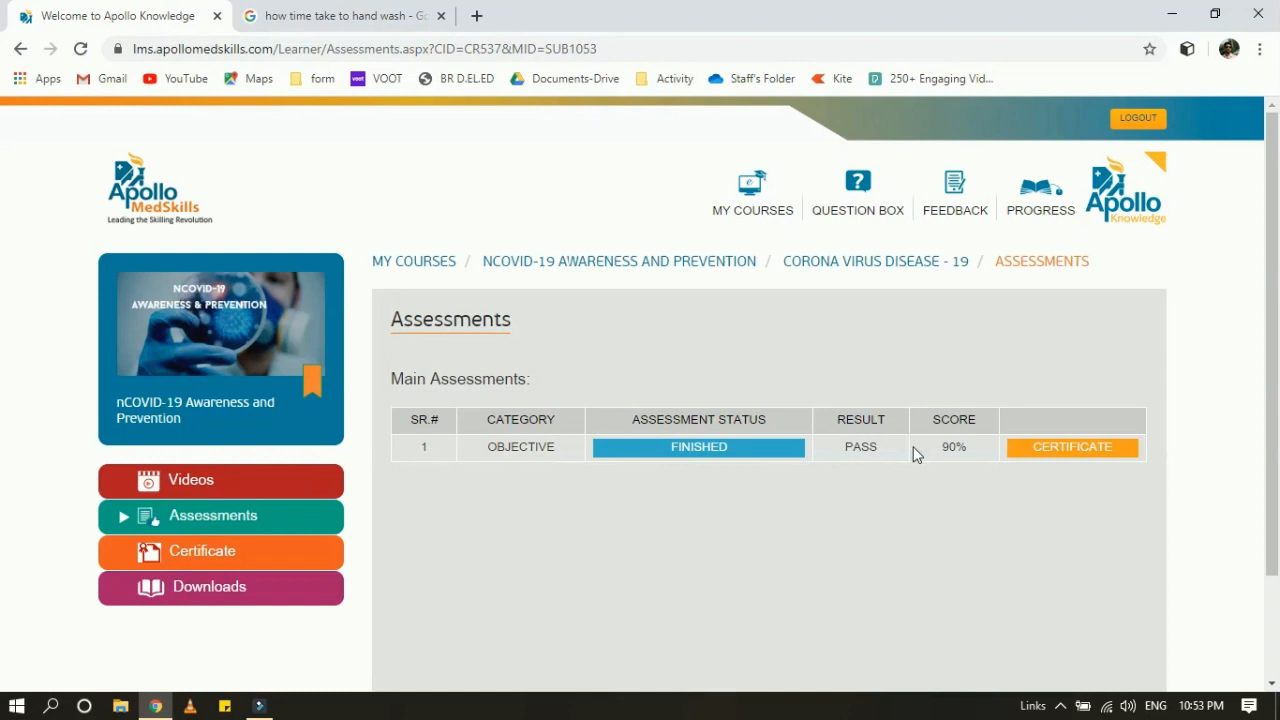 Welcome to Apollo Knowledge
how time take to hand wash - Go
lms.apollomedskills.com/Learner/Assessments.aspx?CID=CR537&MID=SUB1053
Apps Gmail YouTube Maps form VOOT BR D.EL.ED Documents-Drive Activity Staff's Folder Kite 250+ Engaging Vid...
LOGOUT
Apollo
MedSkills
Leading the Skilling Revolution
MY COURSES QUESTION BOX FEEDBACK PROGRESS
Apollo
Knowledge
MY COURSES / NCOVID-19 AWARENESS AND PREVENTION / CORONA VIRUS DISEASE - 19 / ASSESSMENTS
NCOVID-19
AWARENESS & PREVENTION
nCOVID-19 Awareness and
Prevention
Videos
Assessments
Certificate
Downloads
Assessments
Main Assessments:
SR.# CATEGORY ASSESSMENT STATUS RESULT SCORE
1 OBJECTIVE FINISHED PASS 90% CERTIFICATE
Links ENG 10:53 PM